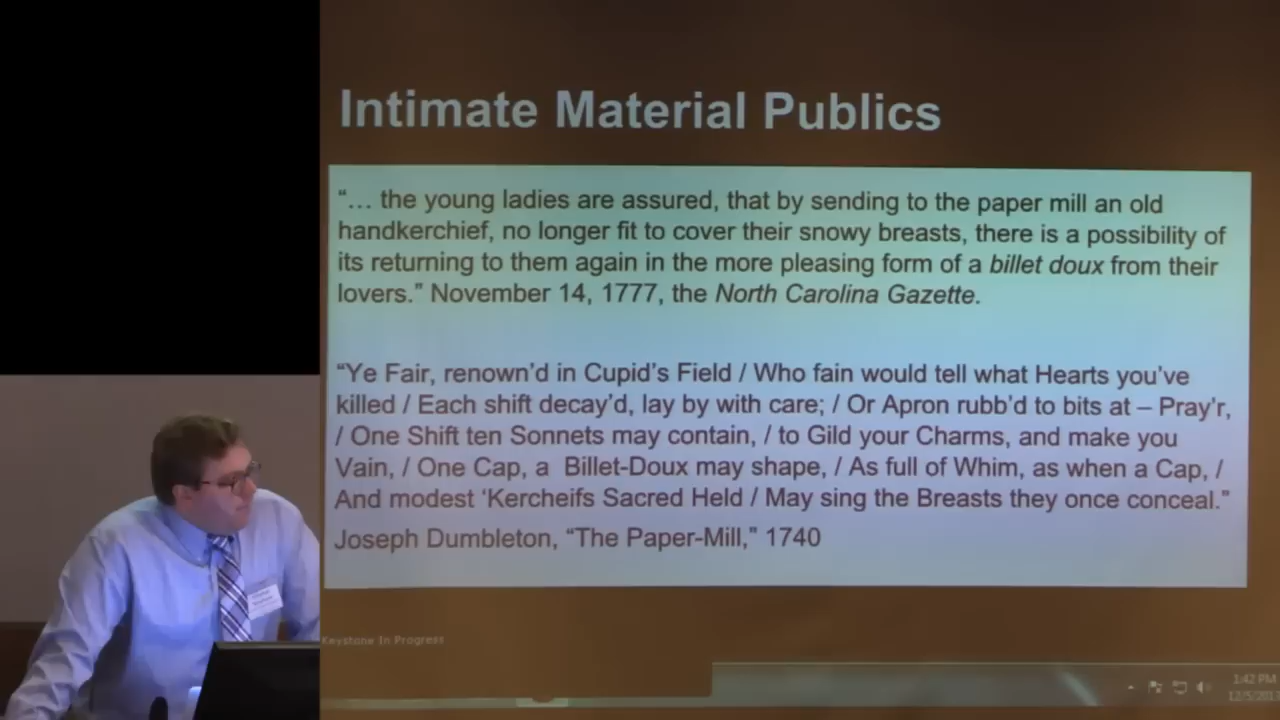 Intimate Material Publics
“… the young ladies are assured, that by sending to the paper mill an old
handkerchief, no longer fit to cover their snowy breasts, there is a possibility of
its returning to them again in the more pleasing form of a billet doux from their
lovers.” November 14, 1777, the North Carolina Gazette.
“Ye Fair, renown’d in Cupid’s Field / Who fain would tell what Hearts you’ve
killed / Each shift decay’d, lay by with care; / Or Apron rubb’d to bits at – Pray’r,
/ One Shift ten Sonnets may contain, / to Gild your Charms, and make you
Vain, / One Cap, a Billet-Doux may shape, / As full of Whim, as when a Cap, /
And modest ‘Kercheifs Sacred Held / May sing the Breasts they once conceal.”
Joseph Dumbleton, “The Paper-Mill,” 1740
Keystone In Progress
1:42 PM